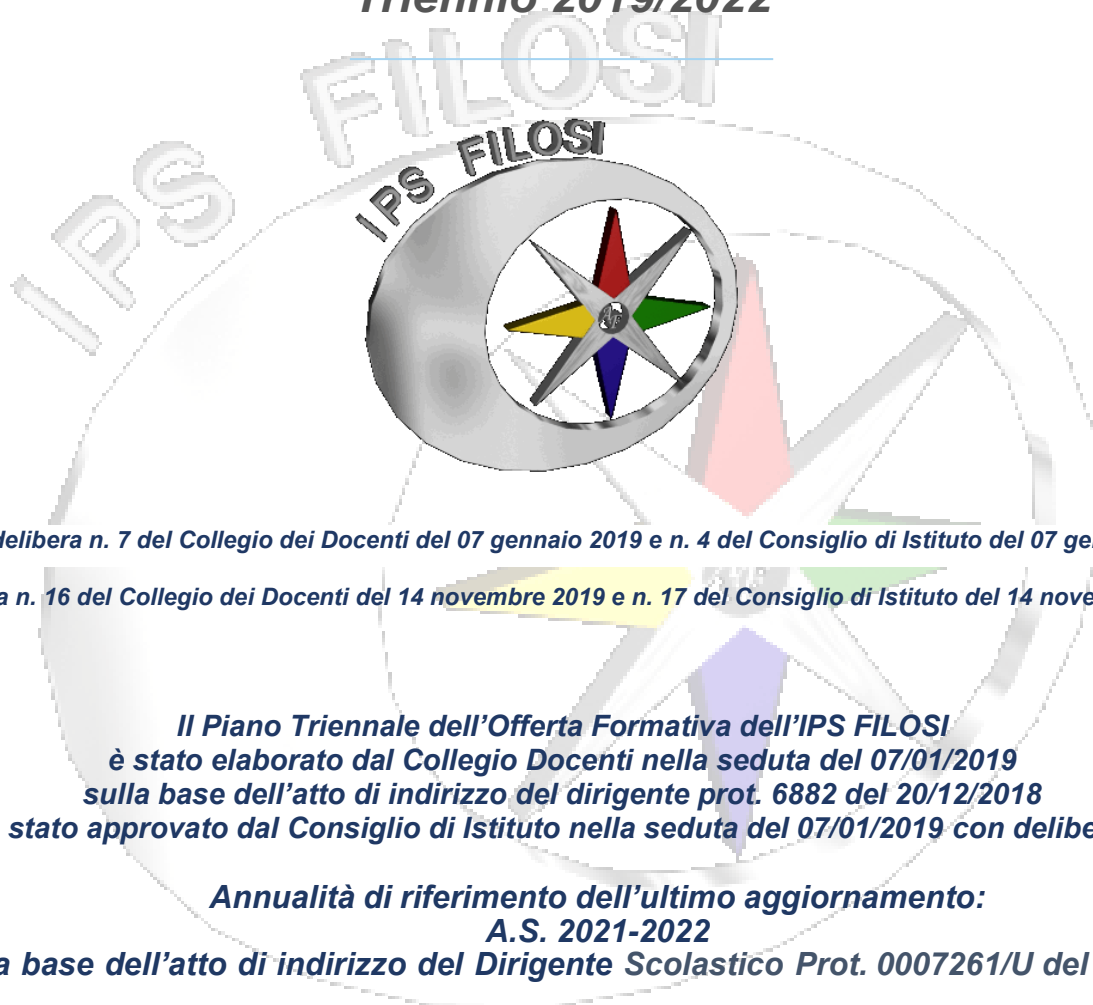 Triennio 2019/2022
IPS FILOSI
IPS FILOSI
delibera n. 7 del Collegio dei Docenti del 07 gennaio 2019 e n. 4 del Consiglio di Istituto del 07
n. 16 del Collegio dei Docenti del 14 novembre 2019 e n. 17 del Consiglio di Istituto del 14
Il Piano Triennale dell'Offerta Formativa dell'IPS FILOSI
è stato elaborato dal Collegio Docenti nella seduta del 07/01/2019
sulla base dell'atto di indirizzo del dirigente prot. 6882 del 20/12/2018
stato approvato dal Consiglio di Istituto nella seduta del 07/01/2019 con
Annualità di riferimento dell'ultimo aggiornamento:
A.S. 2021-2022
a base dell'atto di indirizzo del Dirigente Scolastico Prot. 0007261/U del